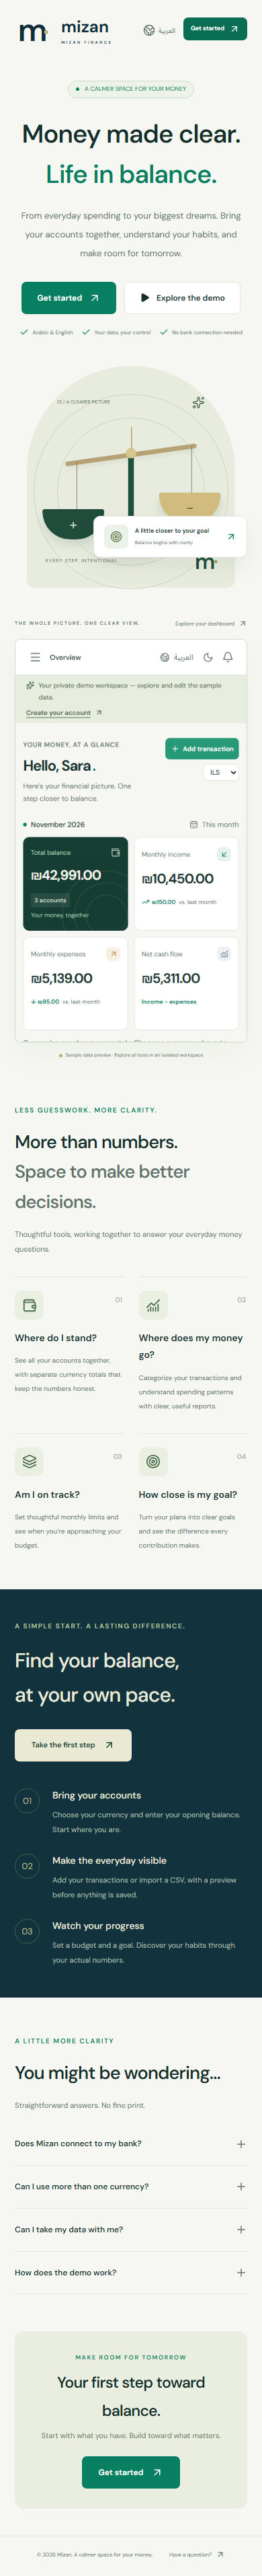 mizan
MIZAN FINANCE
العربية
Get started
A CALMER SPACE FOR YOUR MONEY
Money made clear.
Life in balance.
From everyday spending to your biggest dreams. Bring
your accounts together, understand your habits, and
make room for tomorrow.
Get started
Explore the demo
Arabic & English
Your data, your control
No bank connection needed
01 / A CLEARER PICTURE
A little closer to your goal
Balance begins with clarity
EVERY STEP, INTENTIONAL
m
THE WHOLE PICTURE. ONE CLEAR VIEW.
Explore your dashboard
Overview
العربية
Your private demo workspace — explore and edit the sample
data.
Create your account
YOUR MONEY, AT A GLANCE
Add transaction
Hello, Sara.
ILS
Here's your financial picture. One
step closer to balance.
November 2026
This month
Total balance
₪42,991.00
3 accounts
Your money, together
Monthly income
₪10,450.00
₪150.00 vs. last month
Monthly expenses
₪5,139.00
₪95.00 vs. last month
Net cash flow
₪5,311.00
Income − expenses
Sample data preview · Explore all tools in an isolated workspace
LESS GUESSWORK. MORE CLARITY.
More than numbers.
Space to make better
decisions.
Thoughtful tools, working together to answer your everyday money
questions.
01
Where do I stand?
See all your accounts together,
with separate currency totals that
keep the numbers honest.
02
Where does my money
go?
Categorize your transactions and
understand spending patterns
with clear, useful reports.
03
Am I on track?
Set thoughtful monthly limits and
see when you're approaching your
budget.
04
How close is my goal?
Turn your plans into clear goals
and see the difference every
contribution makes.
A SIMPLE START. A LASTING DIFFERENCE.
Find your balance,
at your own pace.
Take the first step
01
Bring your accounts
Choose your currency and enter your opening balance.
Start where you are.
02
Make the everyday visible
Add your transactions or import a CSV, with a preview
before anything is saved.
03
Watch your progress
Set a budget and a goal. Discover your habits through
your actual numbers.
A LITTLE MORE CLARITY
You might be wondering...
Straightforward answers. No fine print.
Does Mizan connect to my bank?
Can I use more than one currency?
Can I take my data with me?
How does the demo work?
MAKE ROOM FOR TOMORROW
Your first step toward
balance.
Start with what you have. Build toward what matters.
Get started
© 2026 Mizan. A calmer space for your money.
Have a question?